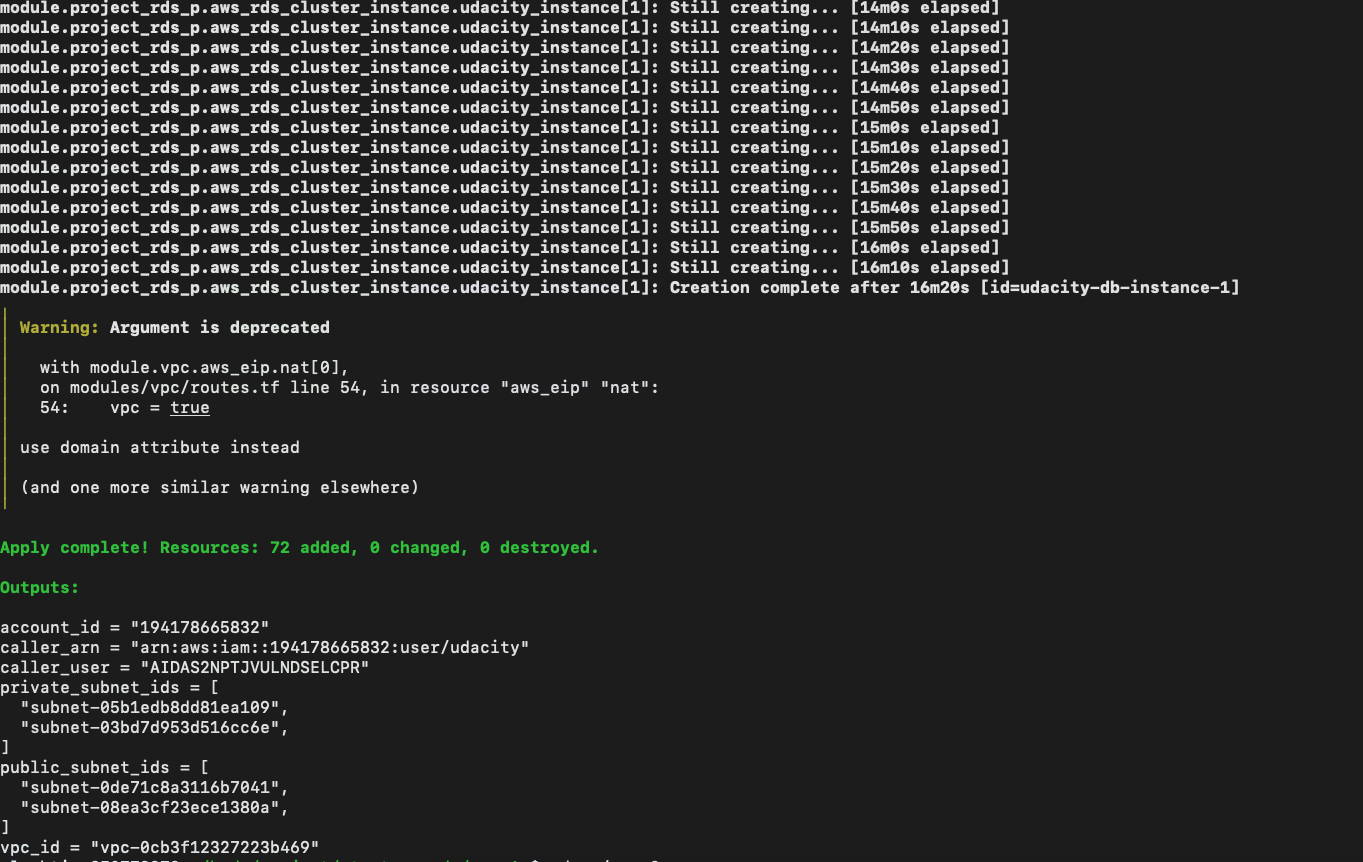 module.project_rds_p.aws_rds_cluster_instance.udacity_instance[1]: Still creating... [14m0s elapsed]
module.project_rds_p.aws_rds_cluster_instance.udacity_instance[1]: Still creating... [14m10s elapsed]
module.project_rds_p.aws_rds_cluster_instance.udacity_instance[1]: Still creating... [14m20s elapsed]
module.project_rds_p.aws_rds_cluster_instance.udacity_instance[1]: Still creating... [14m30s elapsed]
module.project_rds_p.aws_rds_cluster_instance.udacity_instance[1]: Still creating... [14m40s elapsed]
module.project_rds_p.aws_rds_cluster_instance.udacity_instance[1]: Still creating... [14m50s elapsed]
module.project_rds_p.aws_rds_cluster_instance.udacity_instance[1]: Still creating... [15m0s elapsed]
module.project_rds_p.aws_rds_cluster_instance.udacity_instance[1]: Still creating... [15m10s elapsed]
module.project_rds_p.aws_rds_cluster_instance.udacity_instance[1]: Still creating... [15m20s elapsed]
module.project_rds_p.aws_rds_cluster_instance.udacity_instance[1]: Still creating... [15m30s elapsed]
module.project_rds_p.aws_rds_cluster_instance.udacity_instance[1]: Still creating... [15m40s elapsed]
module.project_rds_p.aws_rds_cluster_instance.udacity_instance[1]: Still creating... [15m50s elapsed]
module.project_rds_p.aws_rds_cluster_instance.udacity_instance[1]: Still creating... [16m0s elapsed]
module.project_rds_p.aws_rds_cluster_instance.udacity_instance[1]: Still creating... [16m10s elapsed]
module.project_rds_p.aws_rds_cluster_instance.udacity_instance[1]: Creation complete after 16m20s [id=udacity-db-instance-1]
Warning: Argument is deprecated
with module.vpc.aws_eip.nat[0],
on modules/vpc/routes.tf line 54, in resource "aws_eip" "nat":
54: vpc = true
use domain attribute instead
(and one more similar warning elsewhere)
Apply complete! Resources: 72 added, 0 changed, 0 destroyed.
Outputs:
account_id = "194178665832"
caller_arn = "arn:aws:iam::194178665832:user/udacity"
caller_user = "AIDAS2NPTJVULNDSELCPR"
private_subnet_ids = [
"subnet-05b1edb8dd81ea109",
"subnet-03bd7d953d516cc6e",
]
public_subnet_ids = [
"subnet-0de71c8a3116b7041",
"subnet-08ea3cf23ece1380a",
]
vpc_id = "vpc-0cb3f12327223b469"